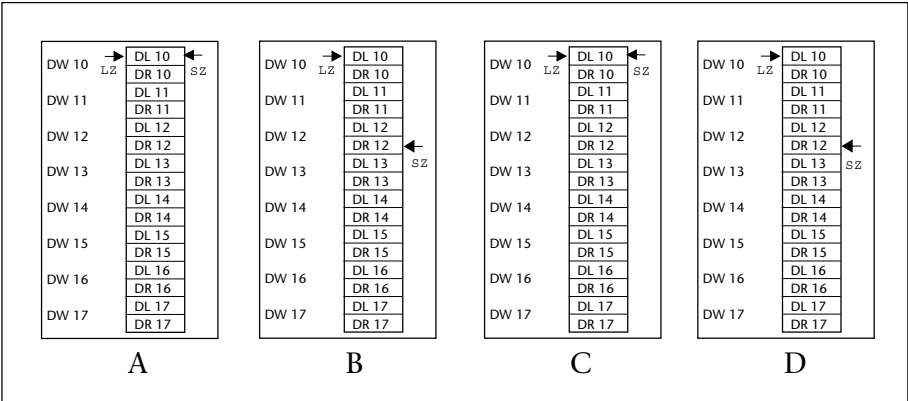 DW 10 LZ DL 10 SZ
DR 10
DW 11 DL 11
DR 11
DW 12 DL 12
DR 12
DW 13 DL 13
DR 13
DW 14 DL 14
DR 14
DW 15 DL 15
DR 15
DW 16 DL 16
DR 16
DW 17 DL 17
DR 17
A
DW 10 LZ DL 10
DR 10
DW 11 DL 11
DR 11
DW 12 DL 12
DR 12
DW 13 DL 13 SZ
DR 13
DW 14 DL 14
DR 14
DW 15 DL 15
DR 15
DW 16 DL 16
DR 16
DW 17 DL 17
DR 17
B
DW 10 LZ DL 10 SZ
DR 10
DW 11 DL 11
DR 11
DW 12 DL 12
DR 12
DW 13 DL 13
DR 13
DW 14 DL 14
DR 14
DW 15 DL 15
DR 15
DW 16 DL 16
DR 16
DW 17 DL 17
DR 17
C
DW 10 LZ DL 10
DR 10
DW 11 DL 11
DR 11
DW 12 DL 12
DR 12
DW 13 DL 13 SZ
DR 13
DW 14 DL 14
DR 14
DW 15 DL 15
DR 15
DW 16 DL 16
DR 16
DW 17 DL 17
DR 17
D